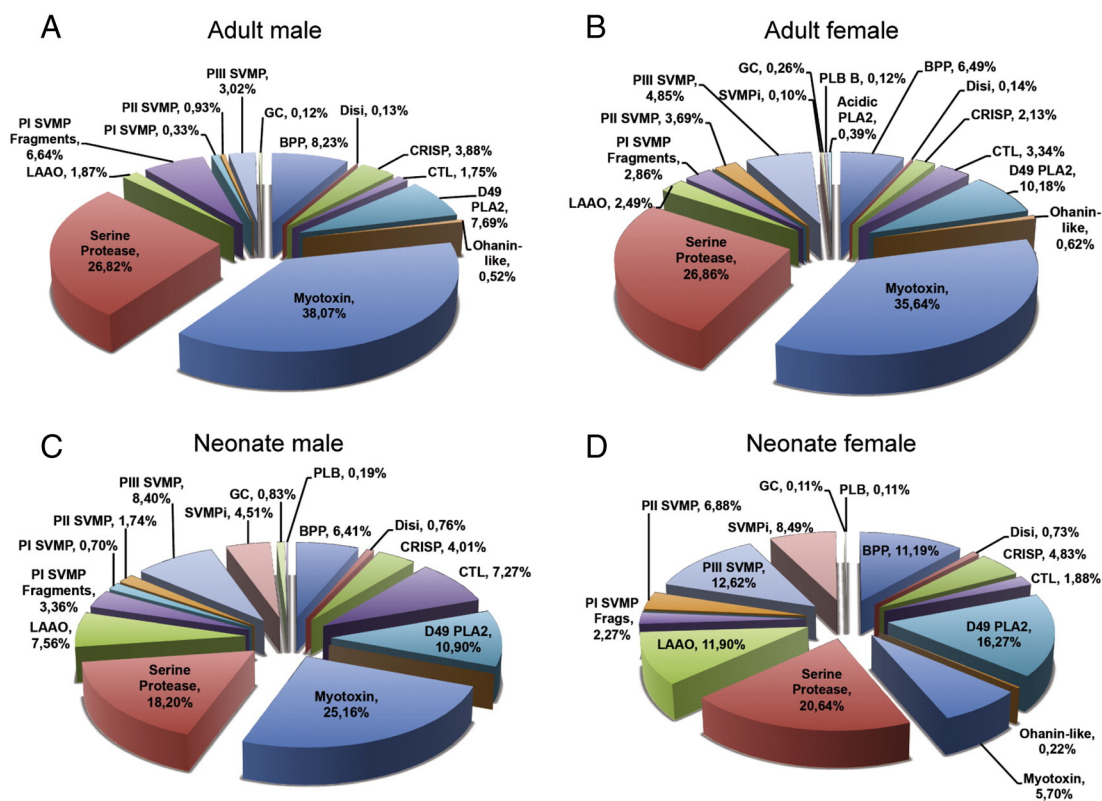 A
Adult male
PIII SVMP,
3,02%
GC, 0,12%
Disi, 0,13%
PII SVMP, 0,93%
PI SVMP, 0,33%
PI SVMP
Fragments,
6,64%
LAAO, 1,87%
BPP, 8,23%
CRISP, 3,88%
CTL, 1,75%
D49
PLA2,
7,69%
Ohanin-
like,
0,52%
Serine
Protease,
26,82%
Myotoxin,
38,07%
B
Adult female
GC, 0,26%
PLB B, 0,12%
BPP, 6,49%
PIII SVMP,
4,85%
SVMPi, 0,10%
Acidic
PLA2,
0,39%
Disi, 0,14%
PII SVMP, 3,69%
CRISP, 2,13%
PI SVMP
Fragments,
2,86%
CTL, 3,34%
D49 PLA2,
10,18%
LAAO, 2,49%
Ohanin-
like,
0,62%
Serine
Protease,
26,86%
Myotoxin,
35,64%
C
Neonate male
PLB, 0,19%
PIII SVMP,
8,40%
GC, 0,83%
SVMPi, 4,51%
PII SVMP, 1,74%
BPP, 6,41%
Disi, 0,76%
PI SVMP, 0,70%
CRISP, 4,01%
PI SVMP
Fragments,
3,36%
CTL, 7,27%
LAAO,
7,56%
D49 PLA2
10,90%
Serine
Protease,
18,20%
Myotoxin,
25,16%
D
Neonate female
GC, 0,11%
PLB, 0,11%
PII SVMP, 6,88%
SVMPi, 8,49%
Disi, 0,73%
BPP, 11,19%
CRISP, 4,83%
PIII SVMP,
12,62%
CTL, 1,88%
PI SVMP
Frags,
2,27%
D49 PLA2,
16,27%
LAAO, 11,90%
Serine
Protease,
20,64%
Ohanin-like,
0,22%
Myotoxin,
5,70%